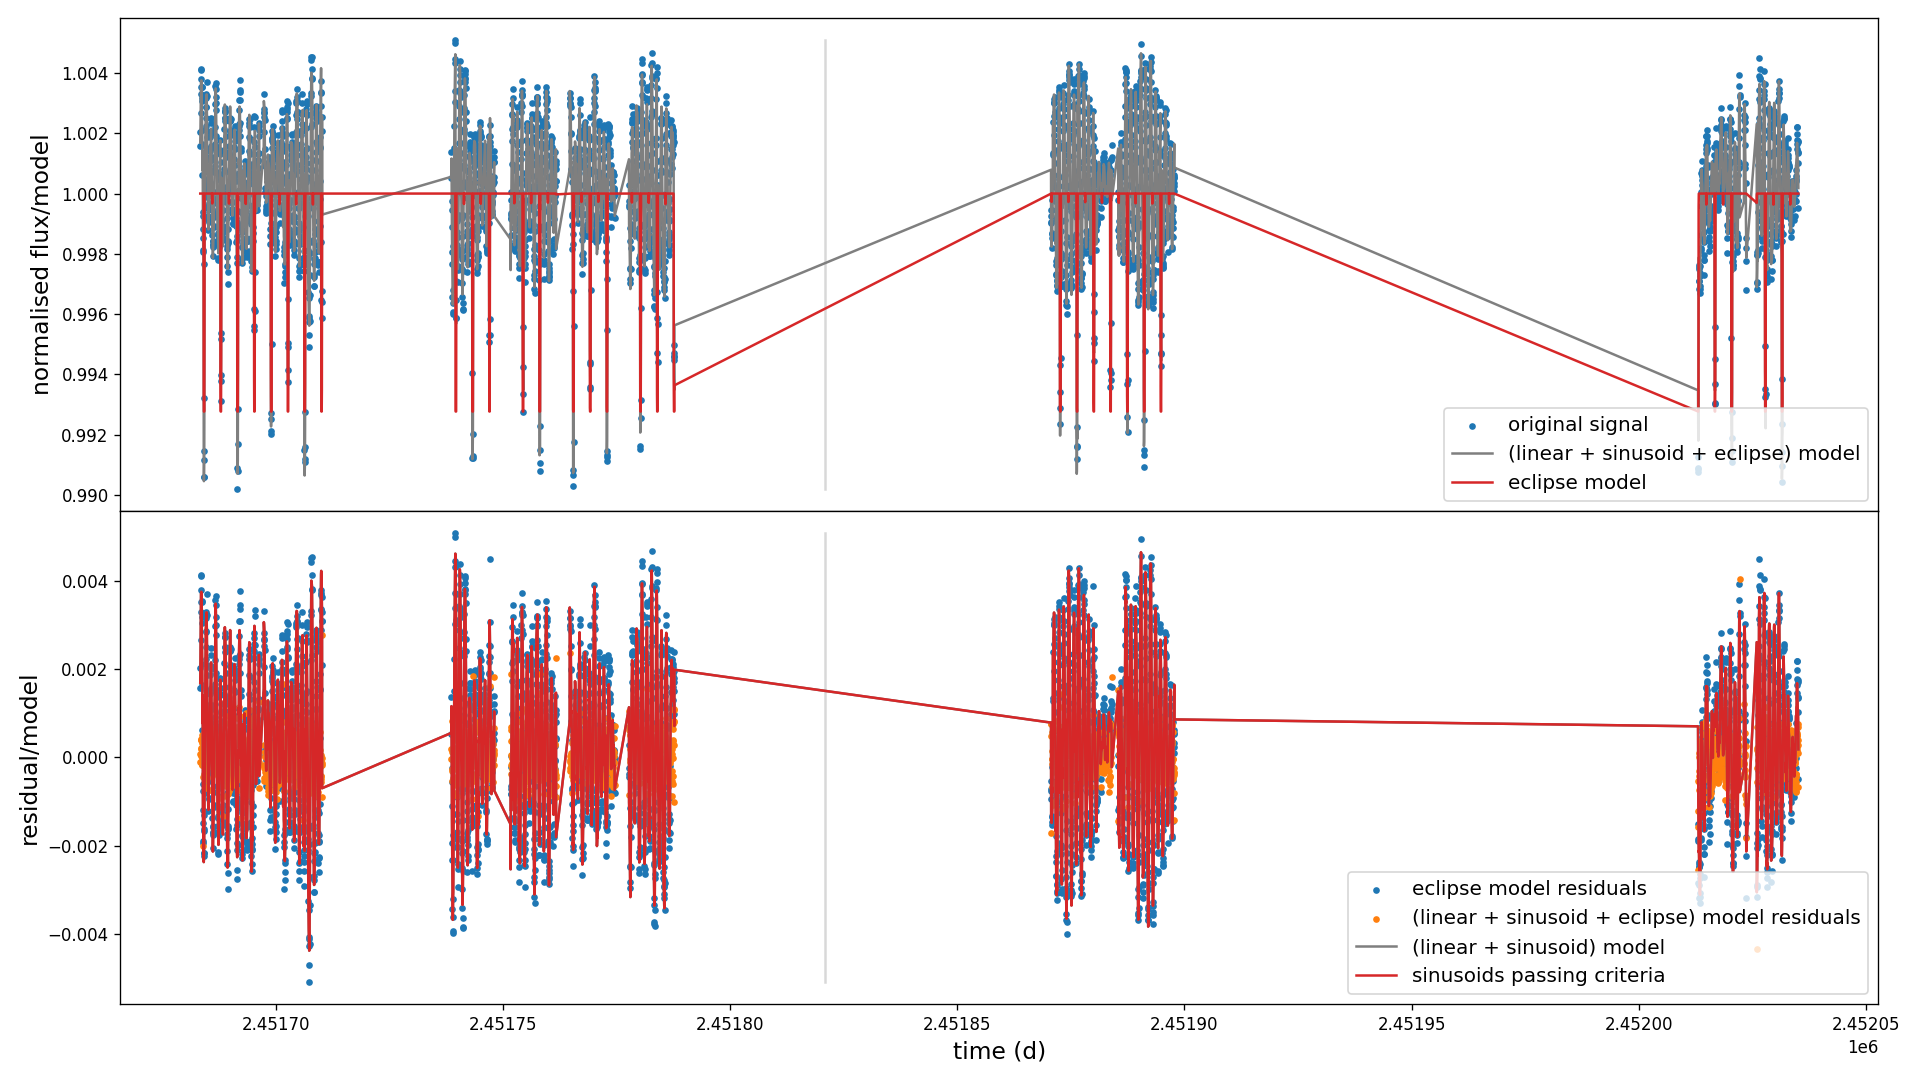 normalised flux/model
1.004
1.002
1.000
0.998
0.996
0.994
0.992
0.990
original signal
(linear + sinusoid + eclipse) model
eclipse model
residual/model
0.004
0.002
0.000
−0.002
−0.004
eclipse model residuals
(linear + sinusoid + eclipse) model residuals
(linear + sinusoid) model
sinusoids passing criteria
2.45170 2.45175 2.45180 2.45185 2.45190 2.45195 2.45200 2.45205
1e6
time (d)